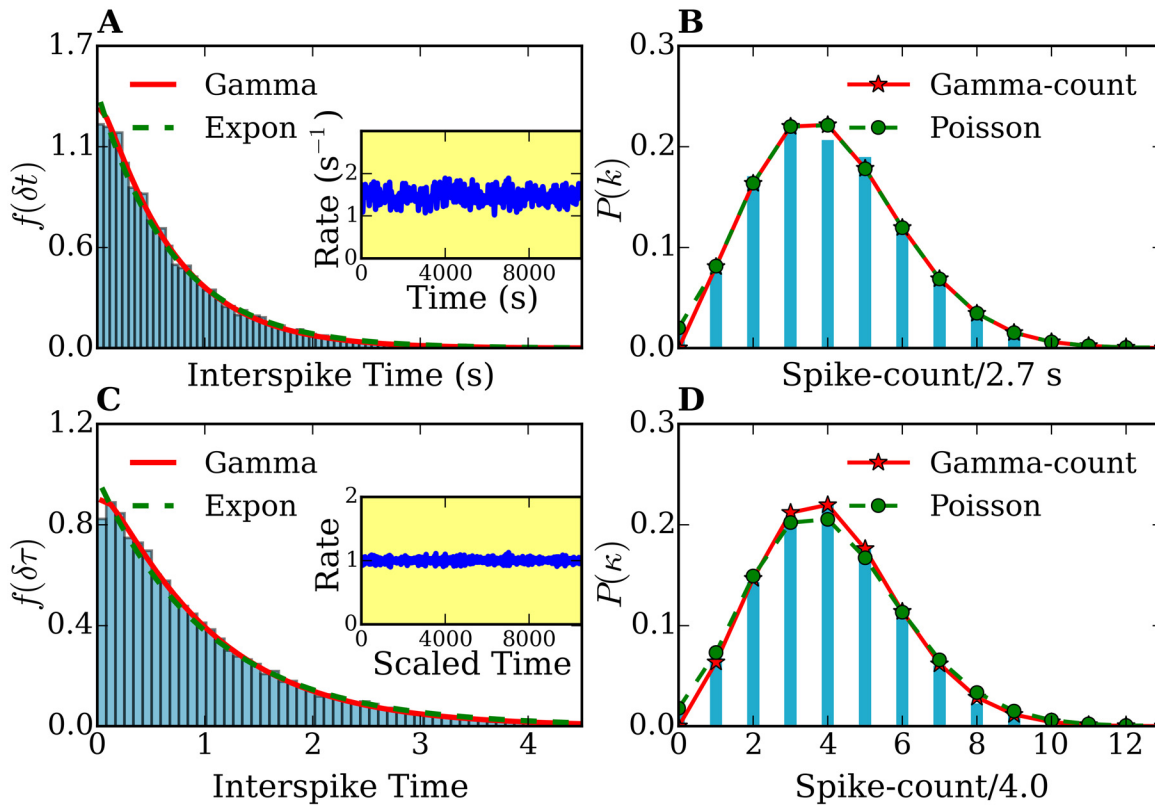 A
1.7
1.1
0.6
0.0
f(δt)
Gamma
Expon
Rate (s⁻¹)
3
2
1
0
0 4000 8000
Time (s)
Interspike Time (s)
B
0.3
0.2
0.1
0.0
P(k)
Gamma-count
Poisson
Spike-count/2.7 s
C
1.2
0.8
0.4
0.0
f(δτ)
Gamma
Expon
Rate
2
1
0
0 4000 8000
Scaled Time
0 1 2 3 4
Interspike Time
D
0.3
0.2
0.1
0.0
P(κ)
Gamma-count
Poisson
0 2 4 6 8 10 12
Spike-count/4.0